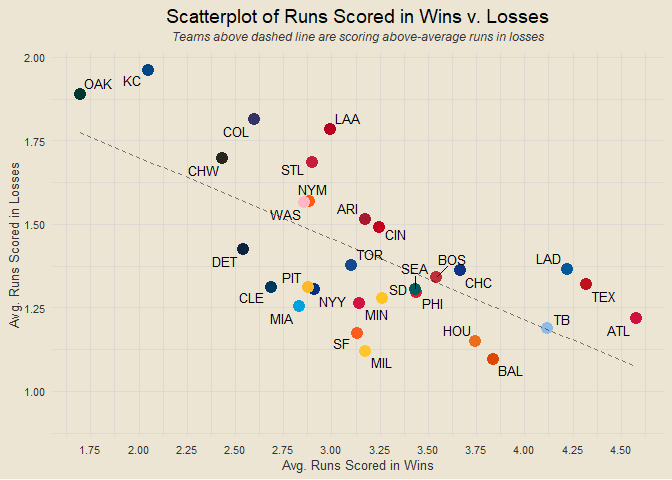 Scatterplot of Runs Scored in Wins v. Losses
Teams above dashed line are scoring above-average runs in losses
2.00
KC
OAK
COL
LAA
1.75
CHW
STL
NYM
WAS
ARI
1.50
CIN
DET
TOR
BOS
LAD
SEA
PIT
CHC
CLE
SD
TEX
NYY
PHI
1.25
MIA
MIN
TB
ATL
HOU
SF
MIL
BAL
1.00
Avg. Runs Scored in Losses
1.75 2.00 2.25 2.50 2.75 3.00 3.25 3.50 3.75 4.00 4.25 4.50
Avg. Runs Scored in Wins